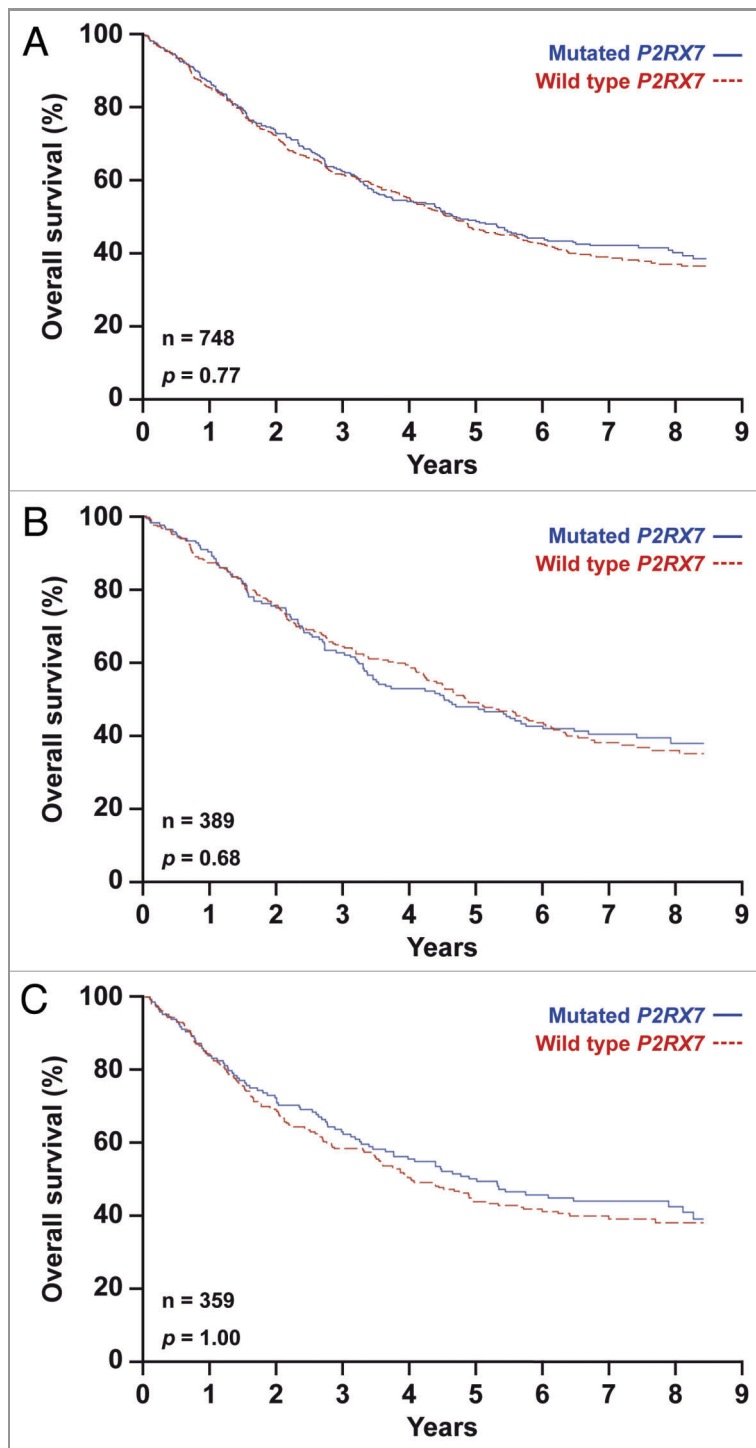 A
Mutated P2RX7
Wild type P2RX7
Overall survival (%)
100
80
60
40
20
0
n = 748
p = 0.77
0 1 2 3 4 5 6 7 8 9
Years
B
Mutated P2RX7
Wild type P2RX7
Overall survival (%)
100
80
60
40
20
0
n = 389
p = 0.68
0 1 2 3 4 5 6 7 8 9
Years
C
Mutated P2RX7
Wild type P2RX7
Overall survival (%)
100
80
60
40
20
0
n = 359
p = 1.00
0 1 2 3 4 5 6 7 8 9
Years